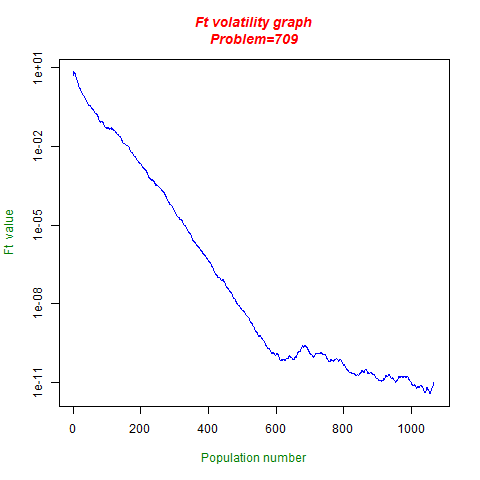 Ft volatility graph
Problem=709
1e+01
1e-02
1e-05
1e-08
1e-11
Ft value
0 200 400 600 800 1000
Population number